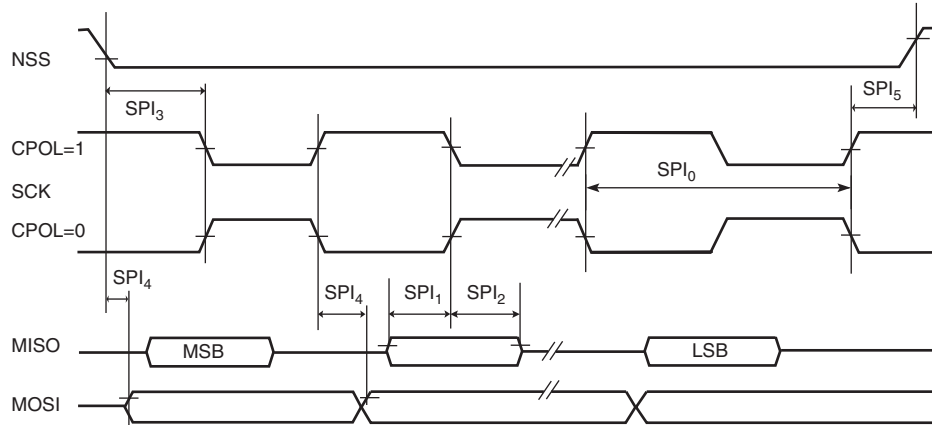 NSS
SPI3
SPI5
CPOL=1
SCK
SPI0
CPOL=0
SPI4
SPI4
SPI1
SPI2
MISO
MSB
LSB
MOSI